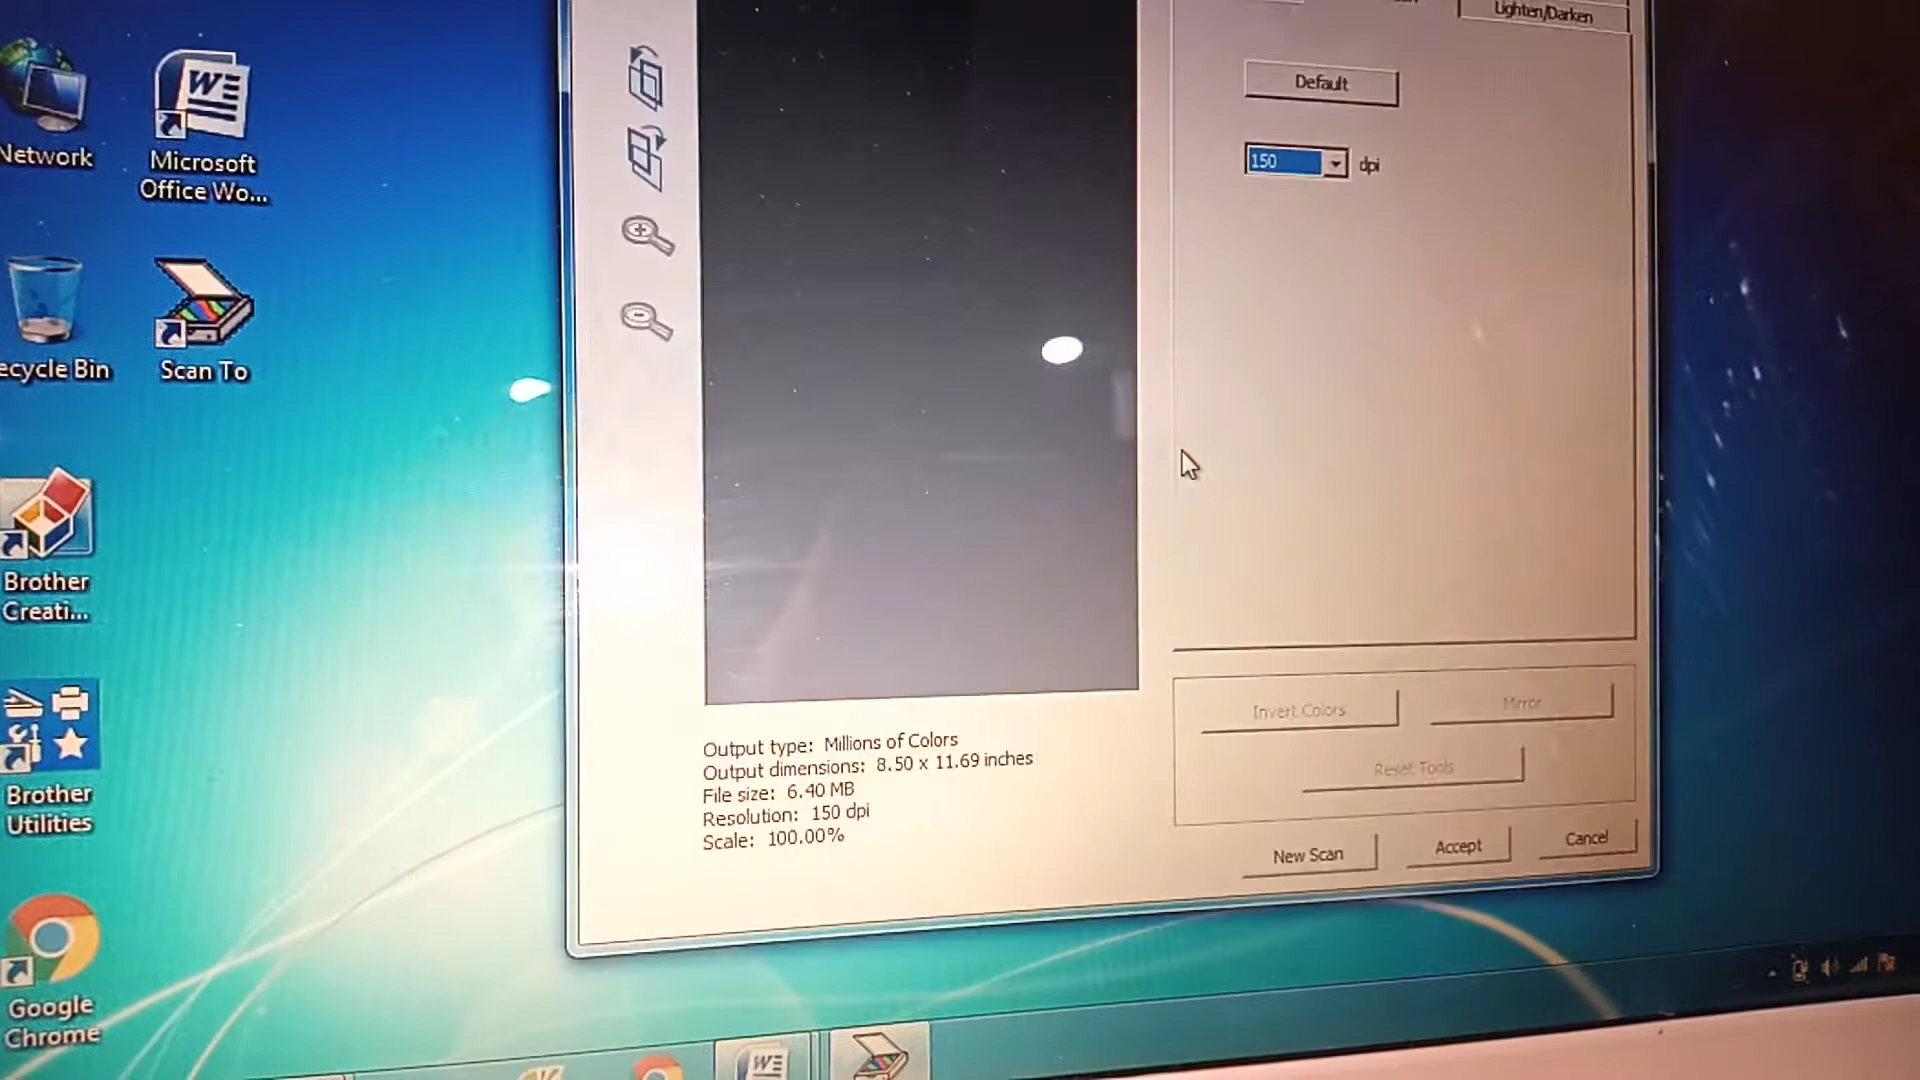 Network
Microsoft
Office Wo...
ecycle Bin
Scan To
Brother
Creati...
Brother
Utilities
Google
Chrome
Lighten/Darken
Default
150
dpi
Output type: Millions of Colors
Output dimensions: 8.50 x 11.69 inches
File size: 6.40 MB
Resolution: 150 dpi
Scale: 100.00%
Invert Colors
Mirror
Reset Tools
New Scan
Accept
Cancel